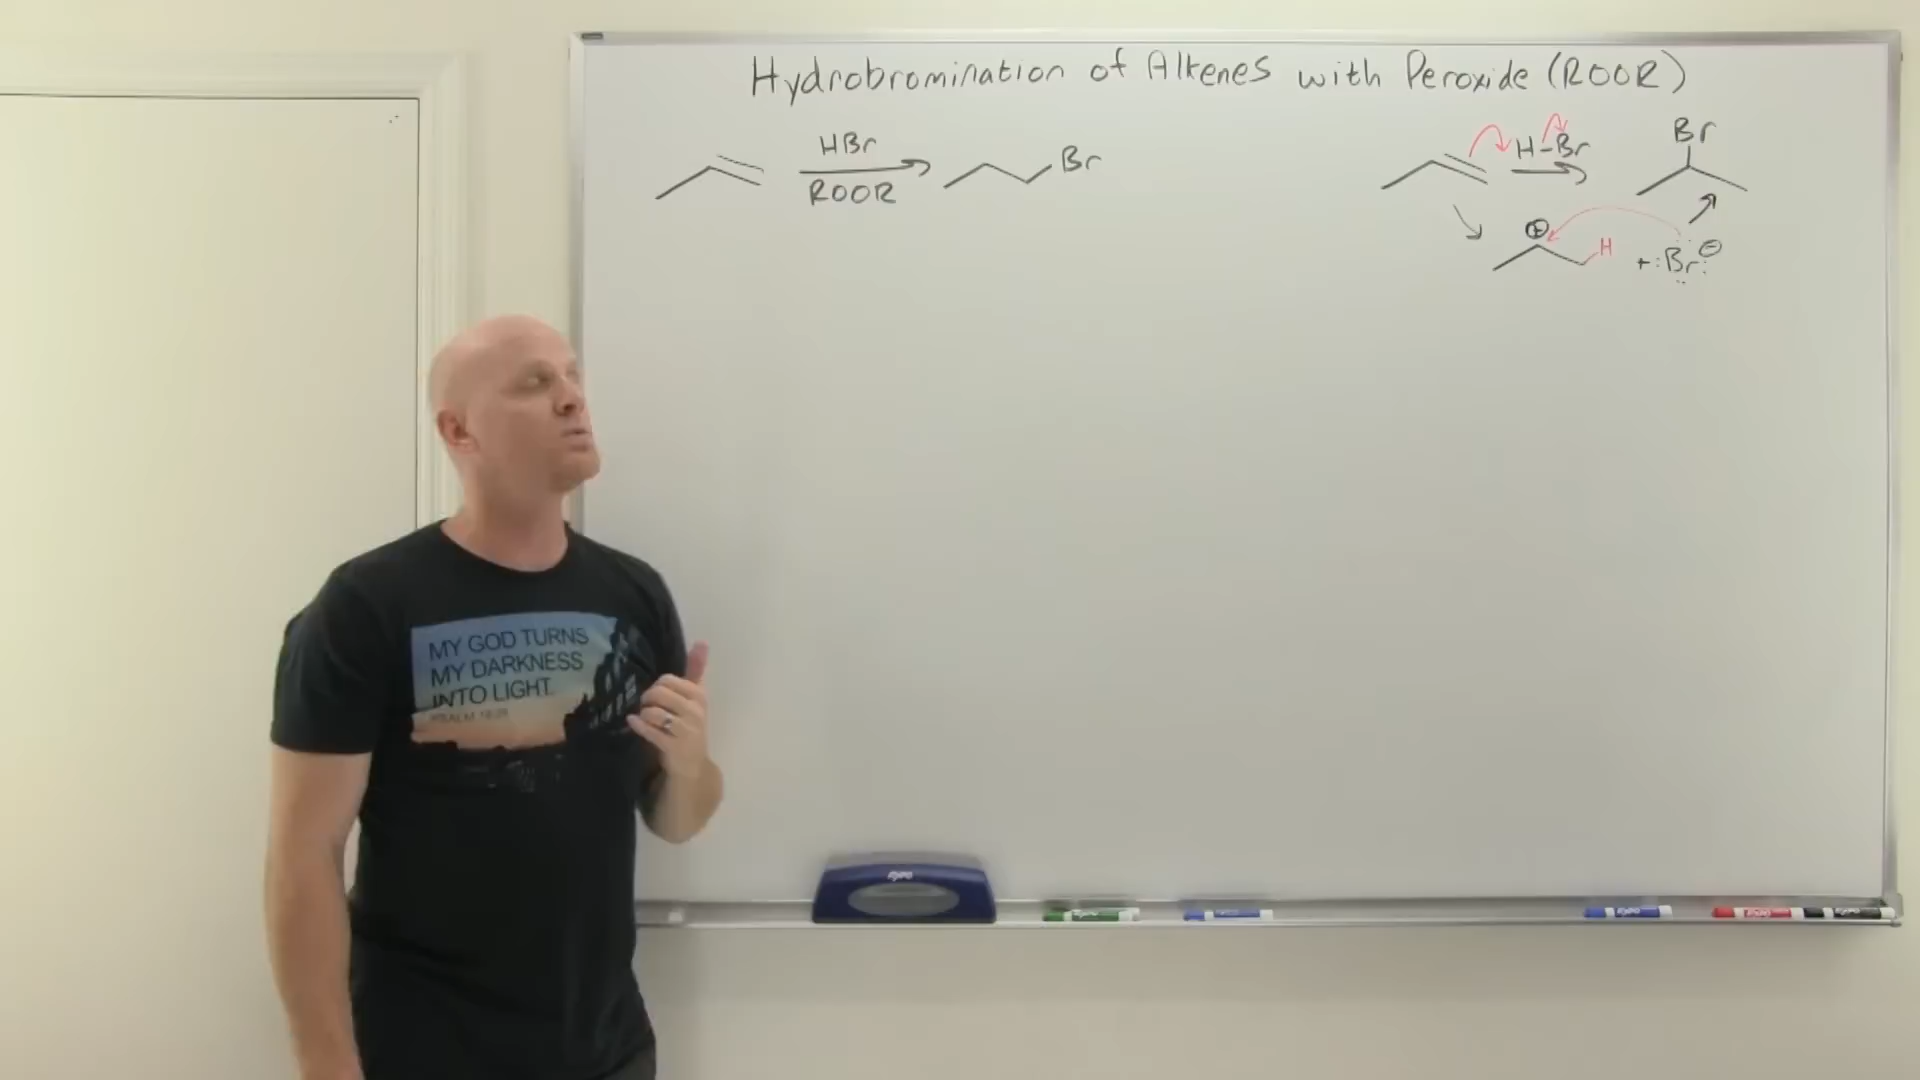 Hydrobromination of Alkenes with Peroxide (ROOR)
HBr
ROOR
Br
H-Br
Br
⊕
H
+ :Br: ⊖
MY GOD TURNS
MY DARKNESS
INTO LIGHT.
expo